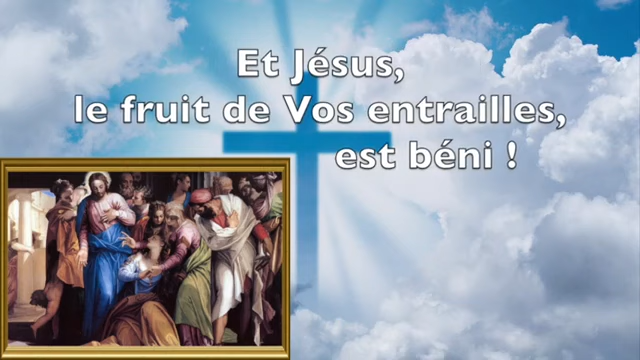 Et Jésus,
le fruit de Vos entrailles,
est béni !